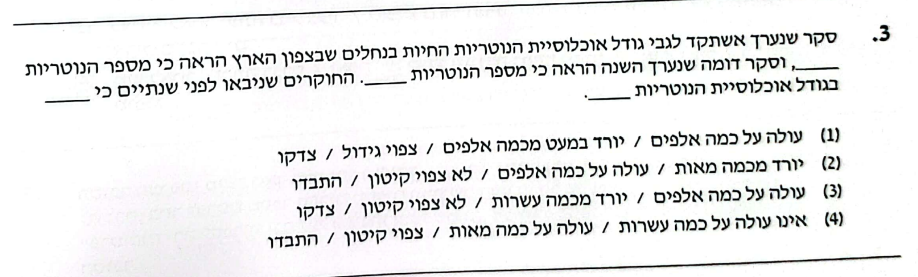 3. סקר שנערך אשתקד לגבי גודל אוכלוסיית הנוטריות החיות בנחלים שבצפון הארץ הראה כי מספר הנוטריות
____, וסקר דומה שנערך השנה הראה כי מספר הנוטריות ____. החוקרים שניבאו לפני שנתיים כי ____
בגודל אוכלוסיית הנוטריות ____.
(1) עולה על כמה אלפים / יורד במעט מכמה אלפים / צפוי גידול / צדקו
(2) יורד מכמה מאות / עולה על כמה אלפים / לא צפוי קיטון / התבדו
(3) עולה על כמה אלפים / יורד מכמה עשרות / לא צפוי קיטון / צדקו
(4) אינו עולה על כמה עשרות / עולה על כמה מאות / צפוי קיטון / התבדו